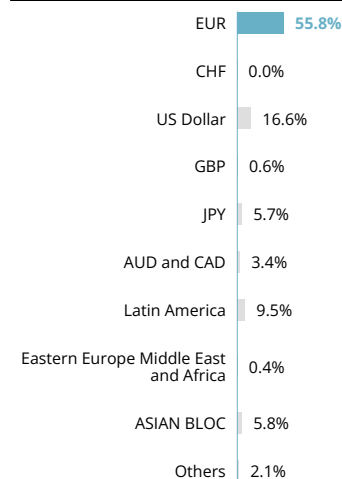 EUR 55.8%
CHF 0.0%
US Dollar 16.6%
GBP 0.6%
JPY 5.7%
AUD and CAD 3.4%
Latin America 9.5%
Eastern Europe Middle East
and Africa 0.4%
ASIAN BLOC 5.8%
Others 2.1%